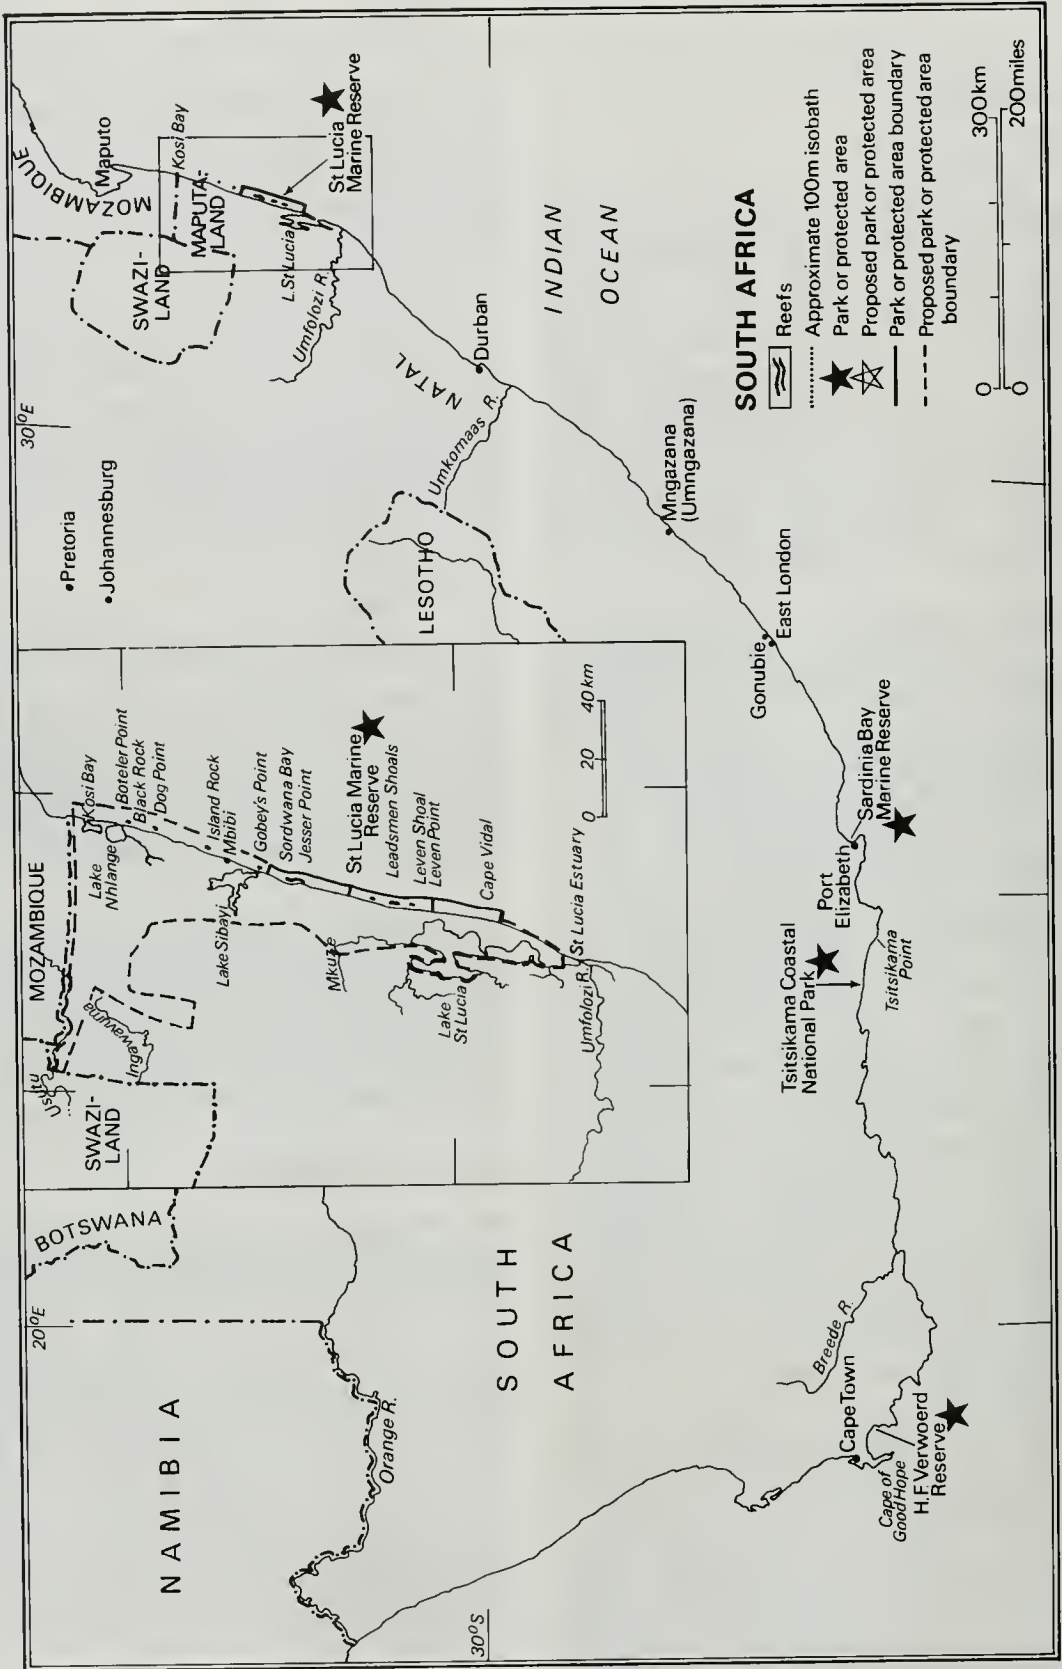 MOZAMBIQUE
Maputo
Kosi Bay
MAPUTA-
LAND
SWAZI-
LAND
St Lucia
Marine Reserve
L.St Lucia
Umfolozi R.
30°E
•Pretoria
•Johannesburg
NATAL
Durban
Umkomaas R.
LESOTHO
INDIAN
OCEAN
Mngazana
(Umngazana)
East London
Gonubie
Sardinia Bay
Marine Reserve
Port
Elizabeth
Tsitsikama Coastal
National Park
Tsitsikama
Point
BOTSWANA
20°E
NAMIBIA
Orange R.
SOUTH
AFRICA
Breede R.
CapeTown
Cape of
Good Hope
H.F. Verwoerd
Reserve
30°S
MOZAMBIQUE
Usutu
Ingawavuma
SWAZI-
LAND
Kosi Bay
Lake
Nhlange
Boteler Point
Black Rock
Dog Point
Island Rock
Mbibi
Lake Sibayi
Gobey's Point
Sordwana Bay
Jesser Point
Mkuze
St Lucia Marine
Reserve
Leadsmen Shoals
Leven Shoal
Leven Point
Lake
St Lucia
Cape Vidal
St Lucia Estuary
Umfolozi R.
0 20 40 km
SOUTH AFRICA
Reefs
Approximate 100m isobath
Park or protected area
Proposed park or protected area
Park or protected area boundary
Proposed park or protected area
boundary
0 300km
0 200miles